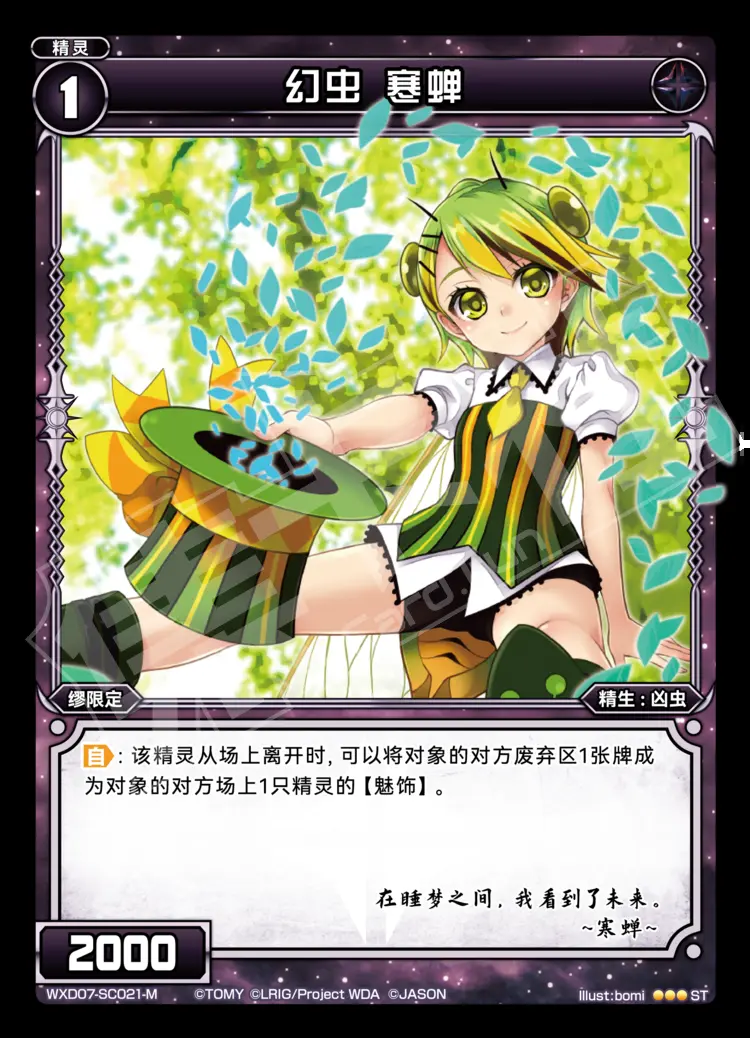 精灵
1
幻虫 寒蝉
缪限定
精生:凶虫
自:该精灵从场上离开时,可以将对象的对方废弃区1张牌成
为对象的对方场上1只精灵的【魅饰】。
在睡梦之间,我看到了未来。
~寒蝉~
2000
WXD07-SC021-M ©TOMY ©LRIG/Project WDA ©JASON illust:bomi ST